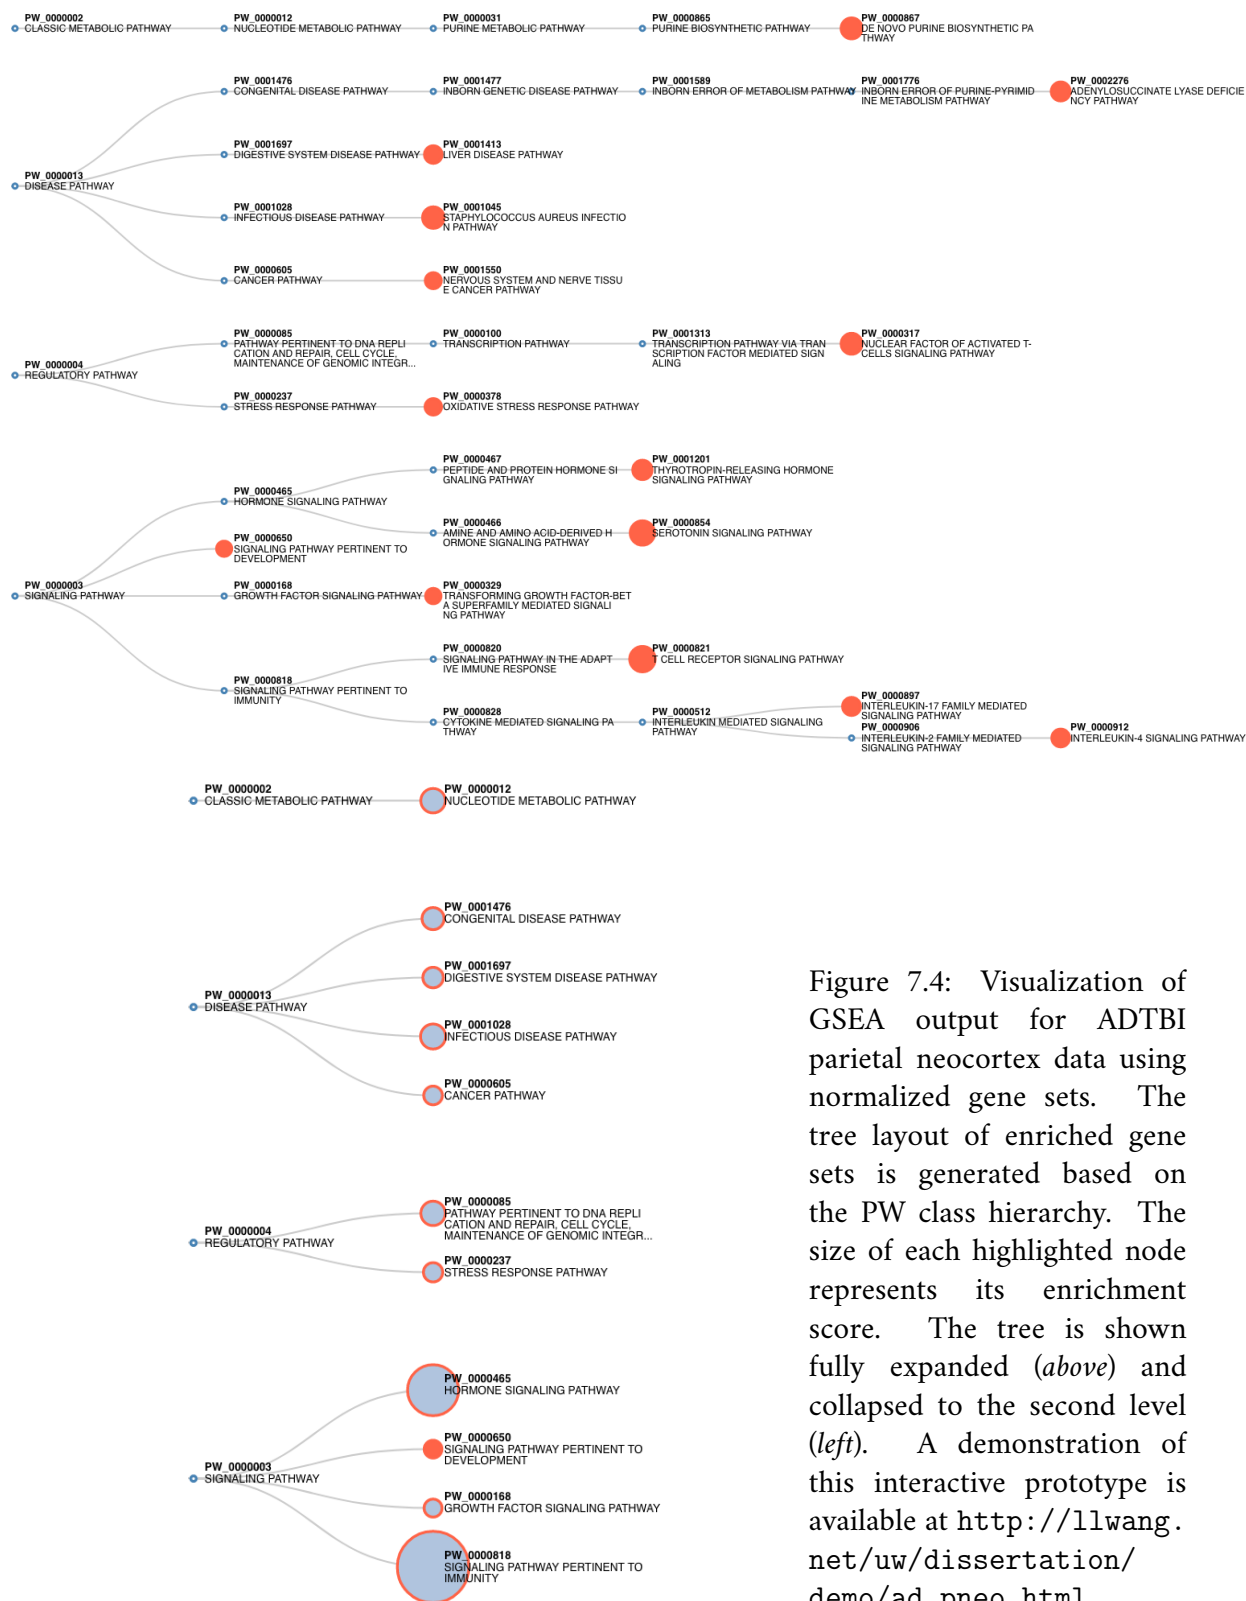 PW_0000002
CLASSIC METABOLIC PATHWAY
PW_0000012
NUCLEOTIDE METABOLIC PATHWAY
PW_0000031
PURINE METABOLIC PATHWAY
PW_0000865
PURINE BIOSYNTHETIC PATHWAY
PW_0000867
DE NOVO PURINE BIOSYNTHETIC PA
THWAY
PW_0000013
DISEASE PATHWAY
PW_0001476
CONGENITAL DISEASE PATHWAY
PW_0001477
INBORN GENETIC DISEASE PATHWAY
PW_0001589
INBORN ERROR OF METABOLISM PATHWAY
PW_0001776
INBORN ERROR OF PURINE-PYRIMID
INE METABOLISM PATHWAY
PW_0002276
ADENYLOSUCCINATE LYASE DEFICIE
NCY PATHWAY
PW_0001697
DIGESTIVE SYSTEM DISEASE PATHWAY
PW_0001413
LIVER DISEASE PATHWAY
PW_0001028
INFECTIOUS DISEASE PATHWAY
PW_0001045
STAPHYLOCOCCUS AUREUS INFECTIO
N PATHWAY
PW_0000605
CANCER PATHWAY
PW_0001550
NERVOUS SYSTEM AND NERVE TISSU
E CANCER PATHWAY
PW_0000004
REGULATORY PATHWAY
PW_0000085
PATHWAY PERTINENT TO DNA REPLI
CATION AND REPAIR, CELL CYCLE,
MAINTENANCE OF GENOMIC INTEGR...
PW_0000100
TRANSCRIPTION PATHWAY
PW_0001313
TRANSCRIPTION PATHWAY VIA TRAN
SCRIPTION FACTOR MEDIATED SIGN
ALING
PW_0000317
NUCLEAR FACTOR OF ACTIVATED T-
CELLS SIGNALING PATHWAY
PW_0000237
STRESS RESPONSE PATHWAY
PW_0000378
OXIDATIVE STRESS RESPONSE PATHWAY
PW_0000003
SIGNALING PATHWAY
PW_0000465
HORMONE SIGNALING PATHWAY
PW_0000467
PEPTIDE AND PROTEIN HORMONE SI
GNALING PATHWAY
PW_0001201
THYROTROPIN-RELEASING HORMONE
SIGNALING PATHWAY
PW_0000466
AMINE AND AMINO ACID-DERIVED H
ORMONE SIGNALING PATHWAY
PW_0000854
SEROTONIN SIGNALING PATHWAY
PW_0000650
SIGNALING PATHWAY PERTINENT TO
DEVELOPMENT
PW_0000168
GROWTH FACTOR SIGNALING PATHWAY
PW_0000329
TRANSFORMING GROWTH FACTOR-BET
A SUPERFAMILY MEDIATED SIGNALI
NG PATHWAY
PW_0000818
SIGNALING PATHWAY PERTINENT TO
IMMUNITY
PW_0000820
SIGNALING PATHWAY IN THE ADAPT
IVE IMMUNE RESPONSE
PW_0000821
T CELL RECEPTOR SIGNALING PATHWAY
PW_0000828
CYTOKINE MEDIATED SIGNALING PA
THWAY
PW_0000512
INTERLEUKIN MEDIATED SIGNALING
PATHWAY
PW_0000897
INTERLEUKIN-17 FAMILY MEDIATED
SIGNALING PATHWAY
PW_0000906
INTERLEUKIN-2 FAMILY MEDIATED
SIGNALING PATHWAY
PW_0000912
INTERLEUKIN-4 SIGNALING PATHWAY
PW_0000002
CLASSIC METABOLIC PATHWAY
PW_0000012
NUCLEOTIDE METABOLIC PATHWAY
PW_0000013
DISEASE PATHWAY
PW_0001476
CONGENITAL DISEASE PATHWAY
PW_0001697
DIGESTIVE SYSTEM DISEASE PATHWAY
PW_0001028
INFECTIOUS DISEASE PATHWAY
PW_0000605
CANCER PATHWAY
PW_0000004
REGULATORY PATHWAY
PW_0000085
PATHWAY PERTINENT TO DNA REPLI
CATION AND REPAIR, CELL CYCLE,
MAINTENANCE OF GENOMIC INTEGR...
PW_0000237
STRESS RESPONSE PATHWAY
PW_0000003
SIGNALING PATHWAY
PW_0000465
HORMONE SIGNALING PATHWAY
PW_0000650
SIGNALING PATHWAY PERTINENT TO
DEVELOPMENT
PW_0000168
GROWTH FACTOR SIGNALING PATHWAY
PW_0000818
SIGNALING PATHWAY PERTINENT TO
IMMUNITY
Figure 7.4: Visualization of
GSEA output for ADTBI
parietal neocortex data using
normalized gene sets. The
tree layout of enriched gene
sets is generated based on
the PW class hierarchy. The
size of each highlighted node
represents its enrichment
score. The tree is shown
fully expanded (above) and
collapsed to the second level
(left). A demonstration of
this interactive prototype is
available at http://llwang.
net/uw/dissertation/
demo/ad_pneo.html